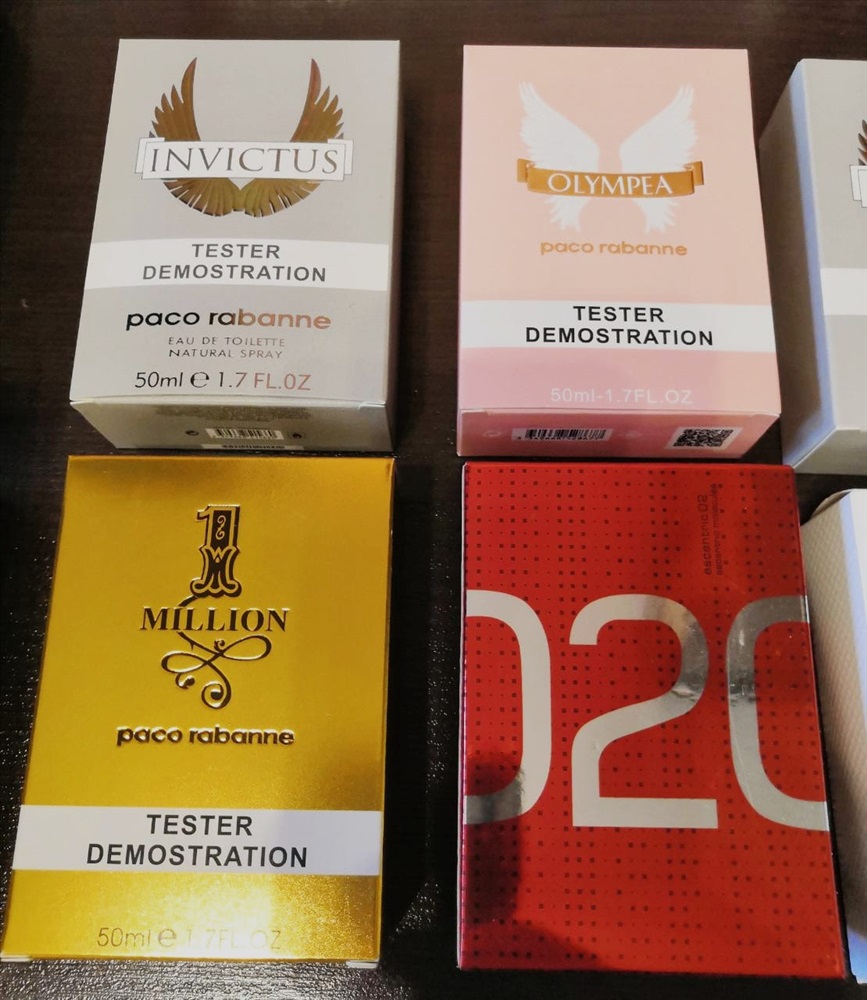 INVICTUS
TESTER
DEMOSTRATION
paco rabanne
EAU DE TOILETTE
NATURAL SPRAY
50ml e 1.7 FL.OZ
OLYMPEA
paco rabanne
TESTER
DEMOSTRATION
50ml-1.7FL.OZ
1
MILLION
paco rabanne
TESTER
DEMOSTRATION
50ml e 1.7FL.OZ
escentric 02
020